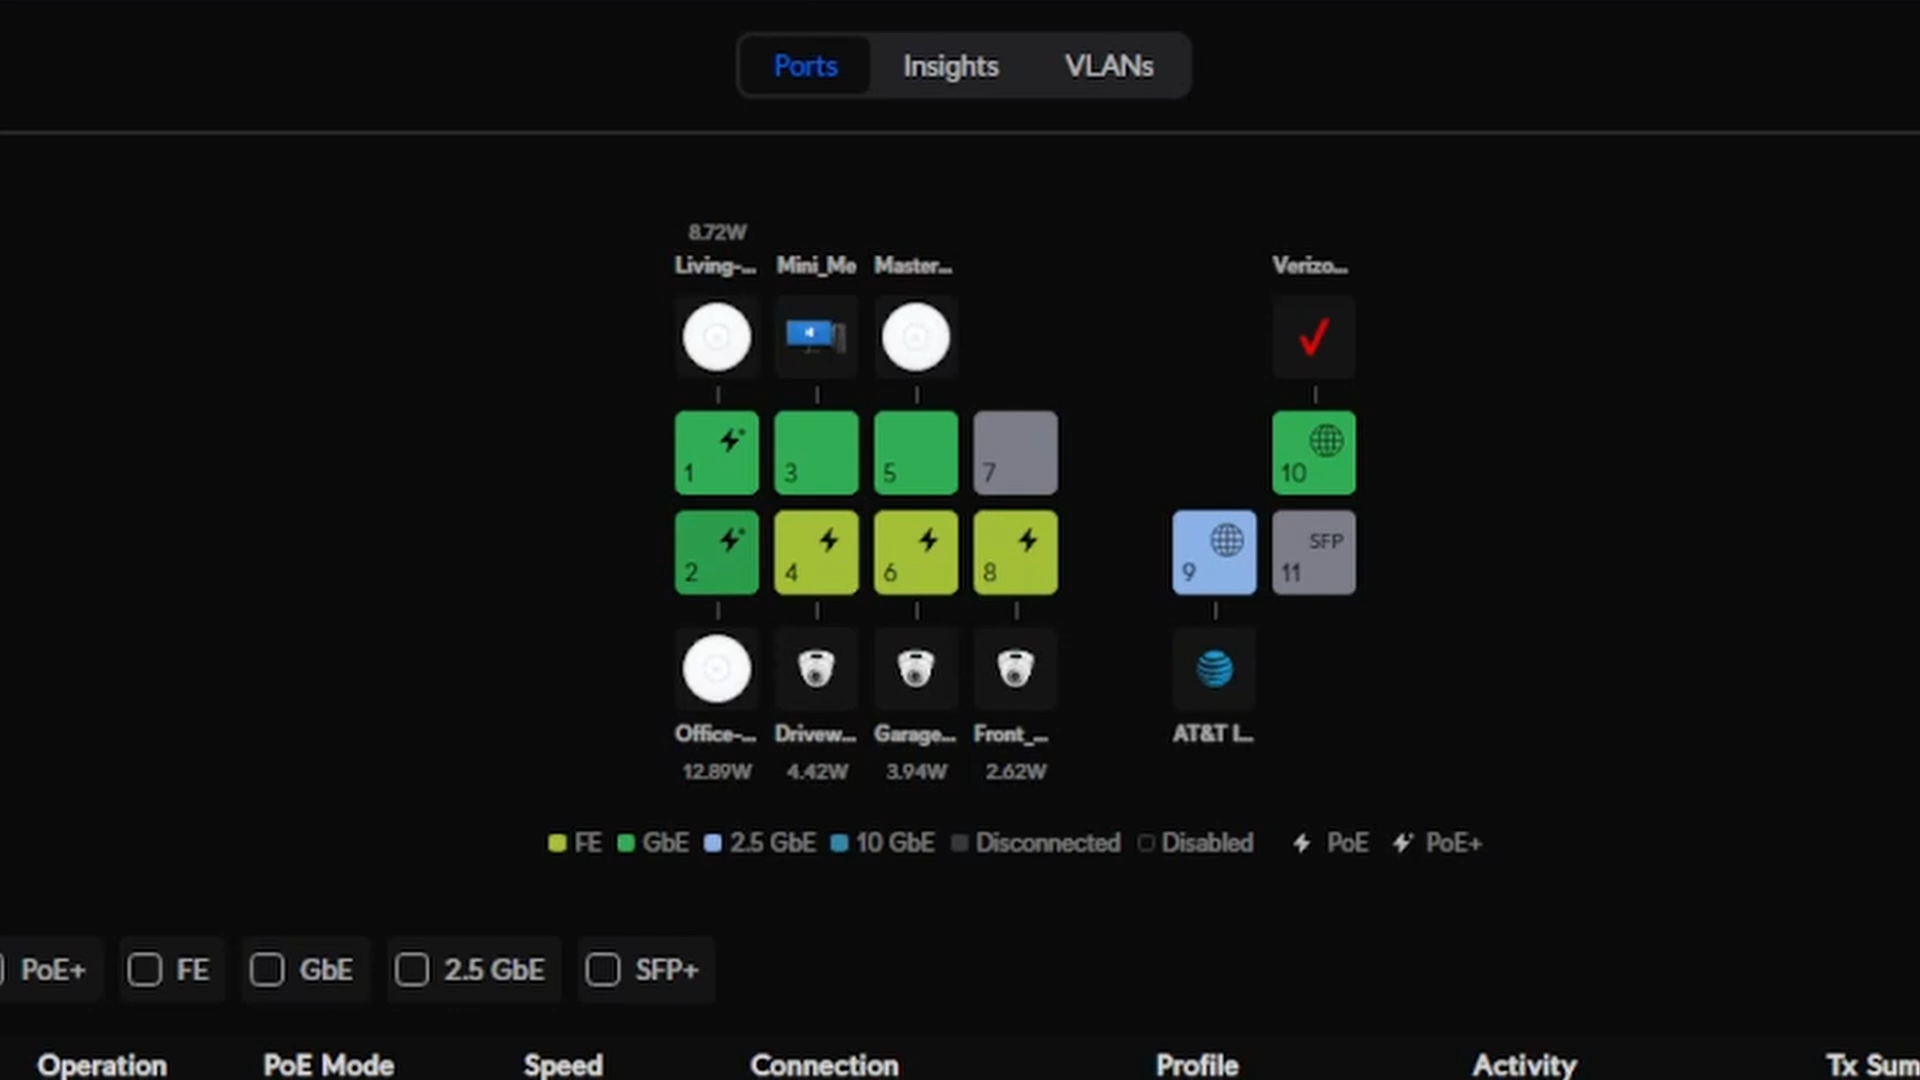 Ports Insights VLANs
8.72W
Living-... Mini_Me Master... Verizo...
1 3 5 7 10
2 4 6 8 9 SFP 11
Office-... Drivew... Garage... Front_... AT&T I...
12.89W 4.42W 3.94W 2.62W
FE GbE 2.5 GbE 10 GbE Disconnected Disabled PoE PoE+
PoE+ FE GbE 2.5 GbE SFP+
Operation PoE Mode Speed Connection Profile Activity Tx Sum